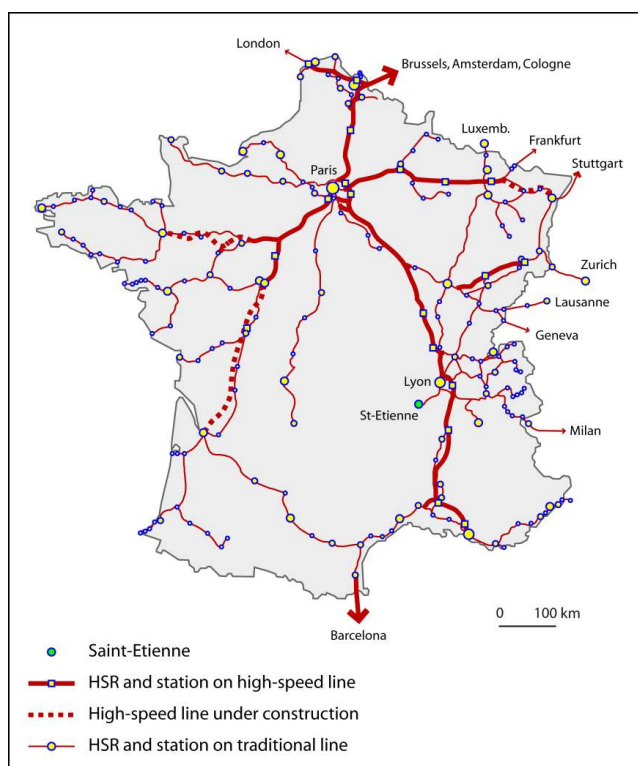 London
Brussels, Amsterdam, Cologne
Luxemb.
Frankfurt
Stuttgart
Paris
Zurich
Lausanne
Geneva
Lyon
St-Etienne
Milan
0 100 km
Barcelona
Saint-Etienne
HSR and station on high-speed line
High-speed line under construction
HSR and station on traditional line